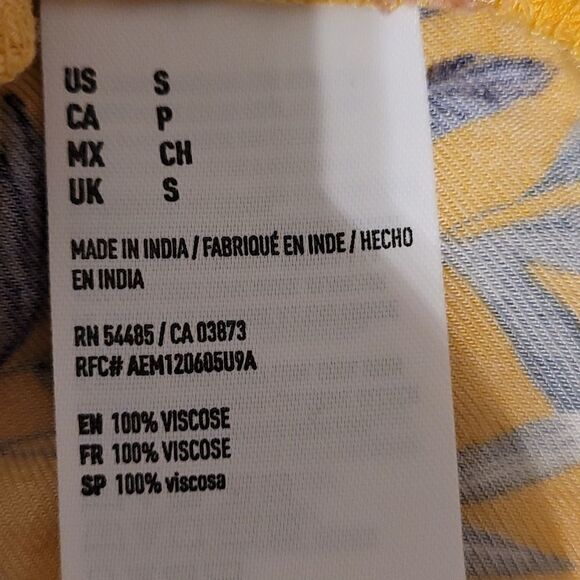 US S
CA P
MX CH
UK S
MADE IN INDIA / FABRIQUÉ EN INDE / HECHO
EN INDIA
RN 54485 / CA 03873
RFC# AEM120605U9A
EN 100% VISCOSE
FR 100% VISCOSE
SP 100% viscosa